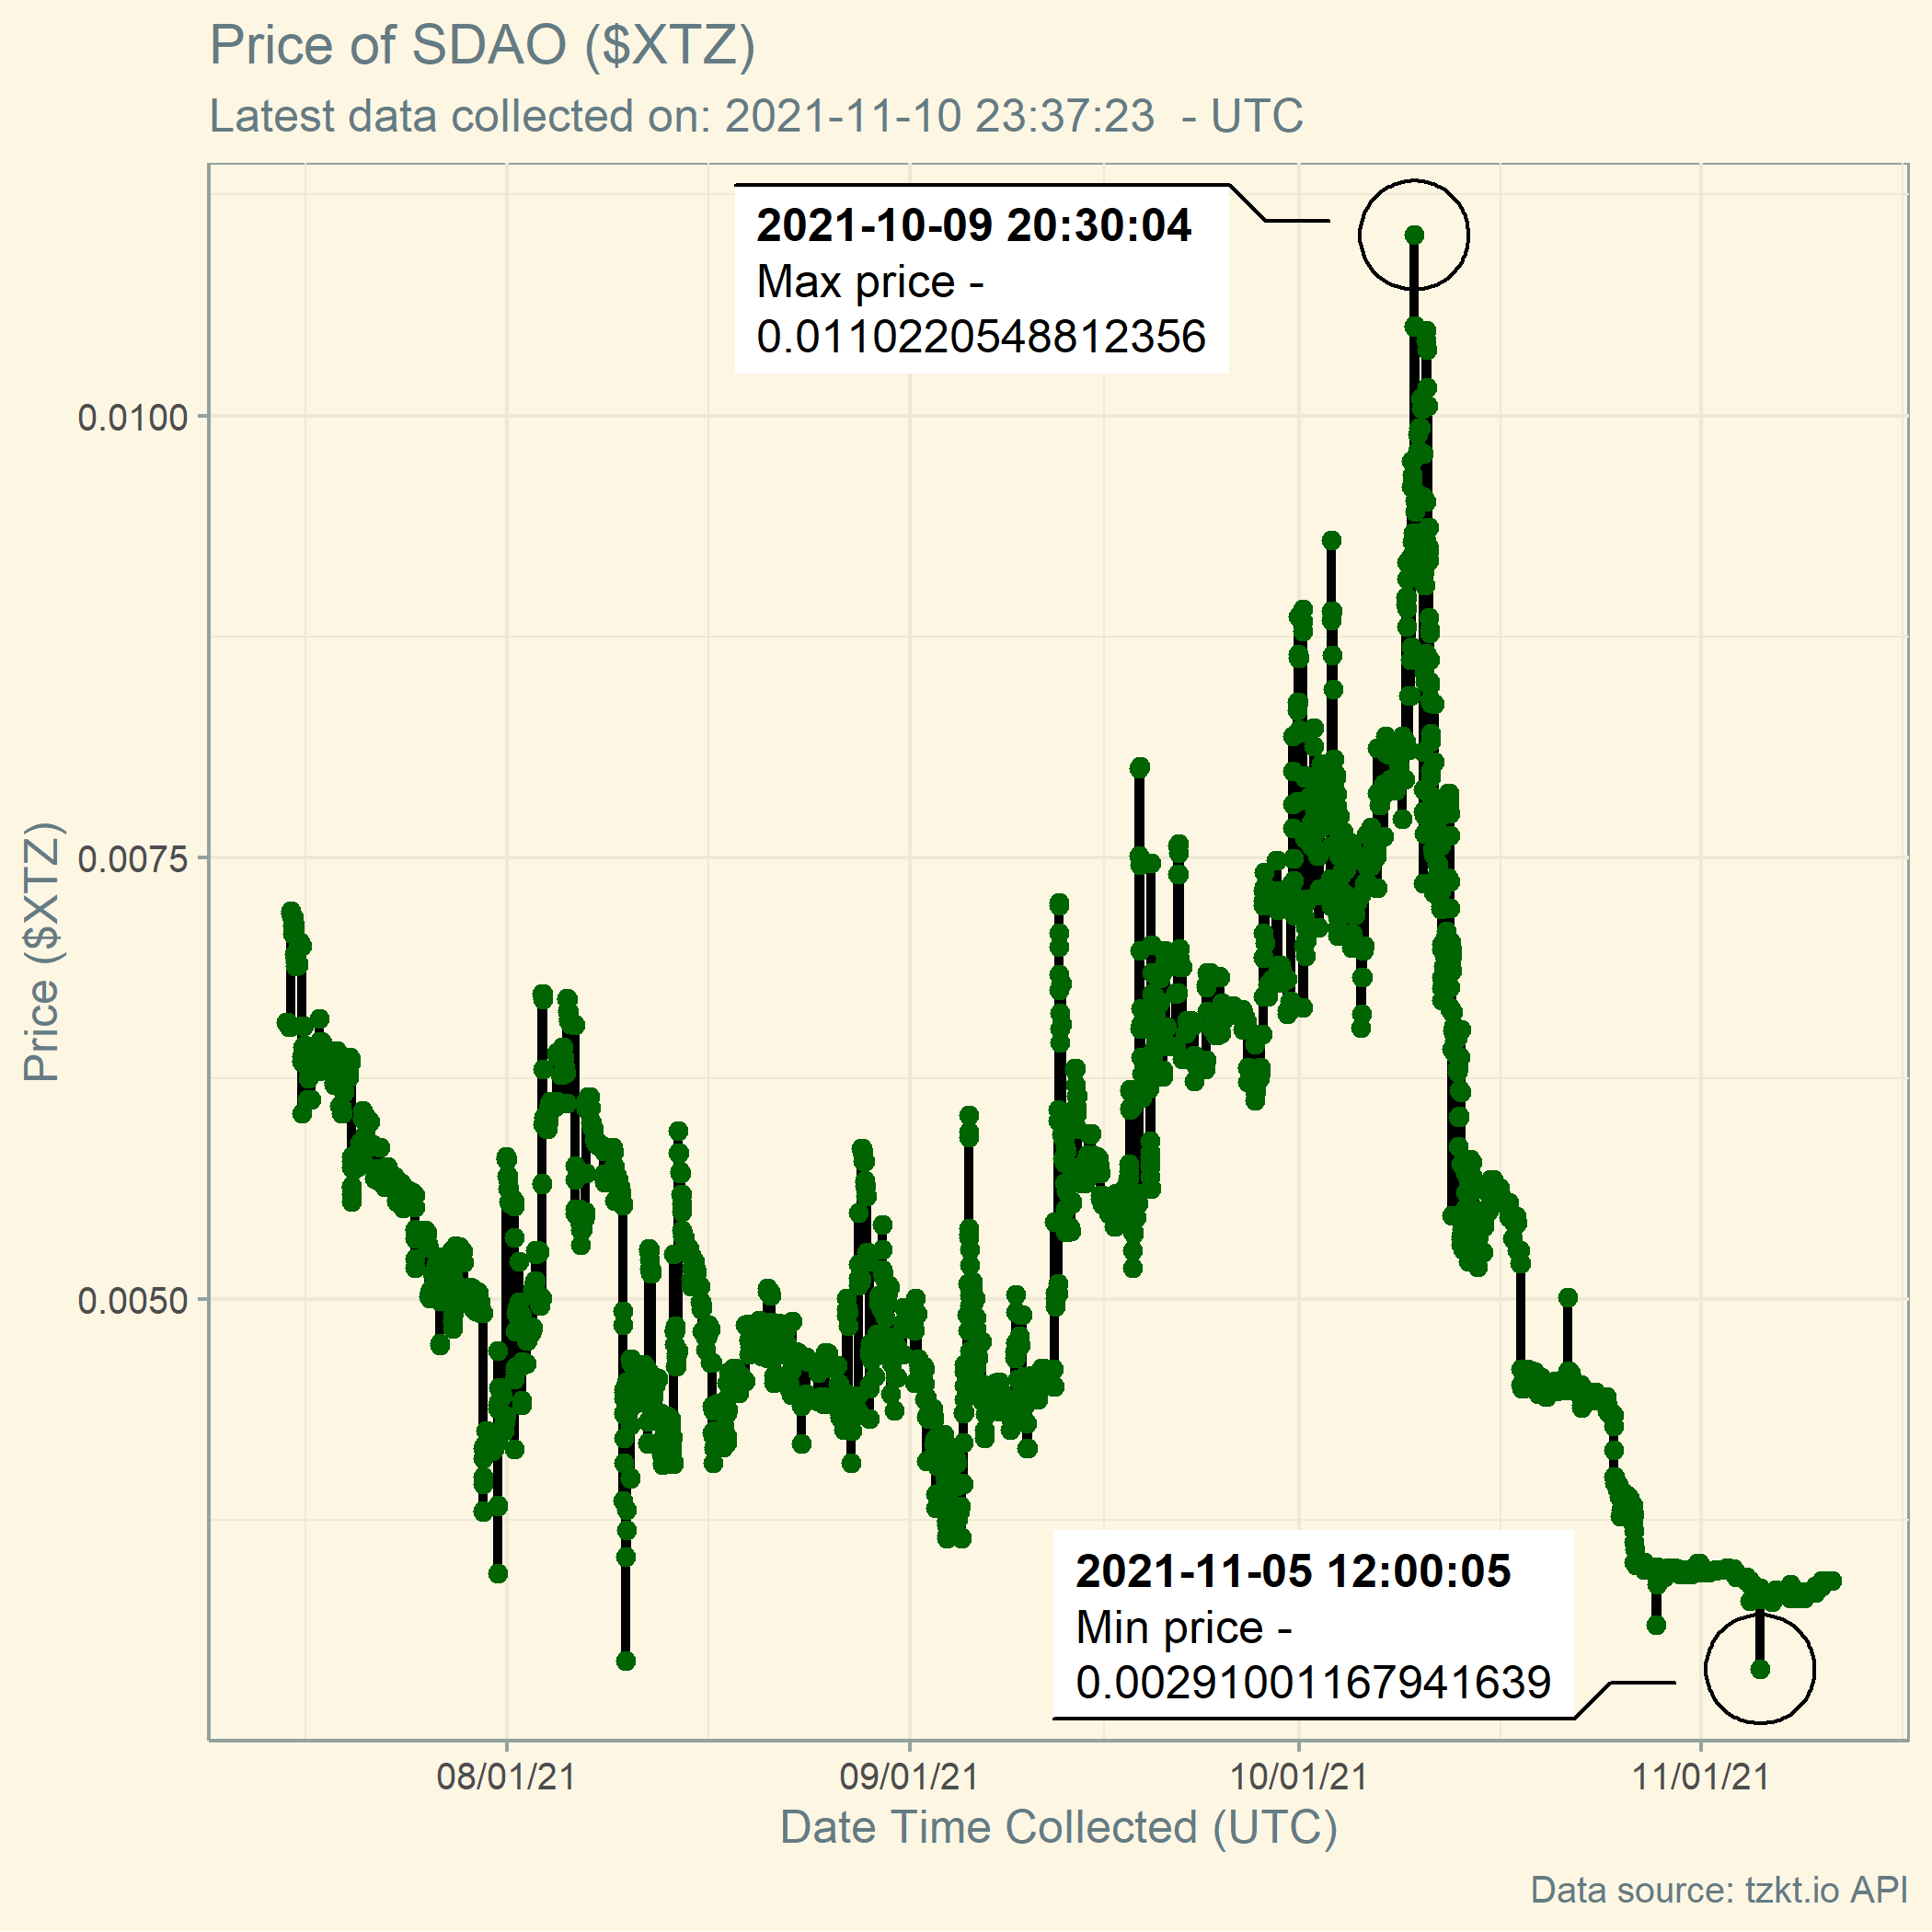 Price of SDAO ($XTZ)
Latest data collected on: 2021-11-10 23:37:23  - UTC
2021-10-09 20:30:04
Max price -
0.0110220548812356
0.0100
0.0075
0.0050
Price ($XTZ)
2021-11-05 12:00:05
Min price -
0.00291001167941639
08/01/21
09/01/21
10/01/21
11/01/21
Date Time Collected (UTC)
Data source: tzkt.io API